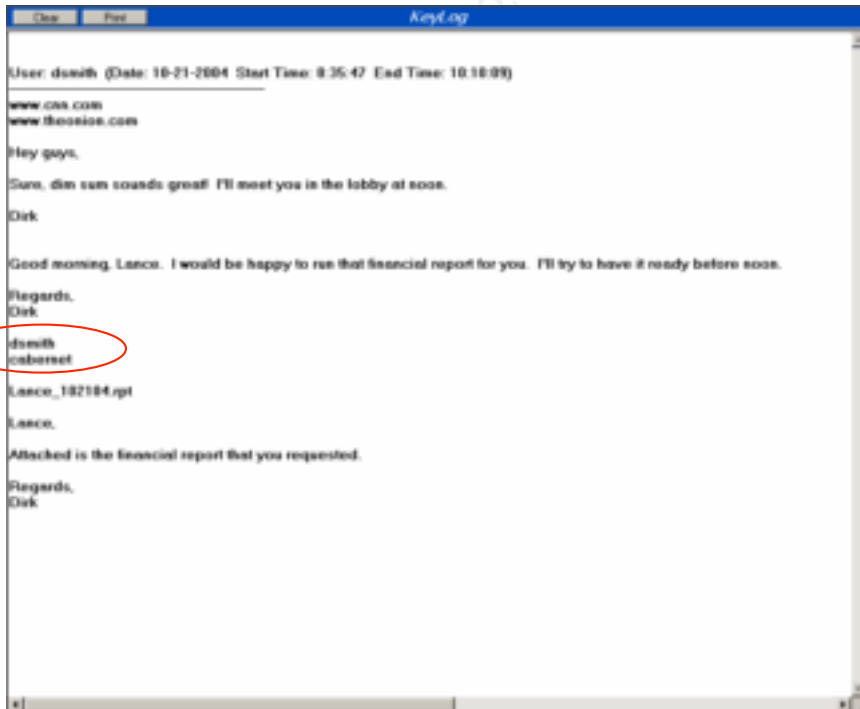 Clear Print KeyLog
User: dsmith (Date: 10-21-2004 Start Time: 8:35:47 End Time: 10:10:09)
www.cnn.com
www.theonion.com
Hey guys,
Sure, dim sum sounds great! I'll meet you in the lobby at noon.
Dirk
Good morning, Lance. I would be happy to run that financial report for you. I'll try to have it ready before noon.
Regards,
Dirk
dsmith
cabernet
Lance_102104.rpt
Lance,
Attached is the financial report that you requested.
Regards,
Dirk